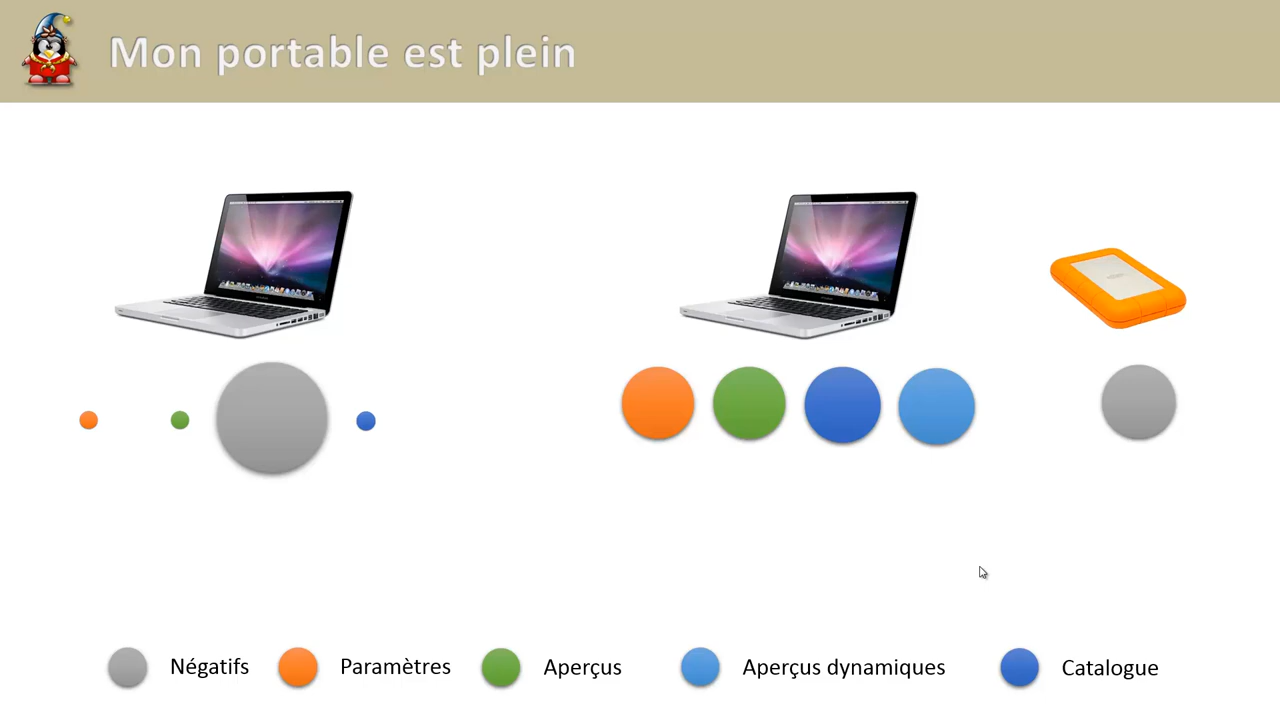 Mon portable est plein
Négatifs
Paramètres
Aperçus
Aperçus dynamiques
Catalogue